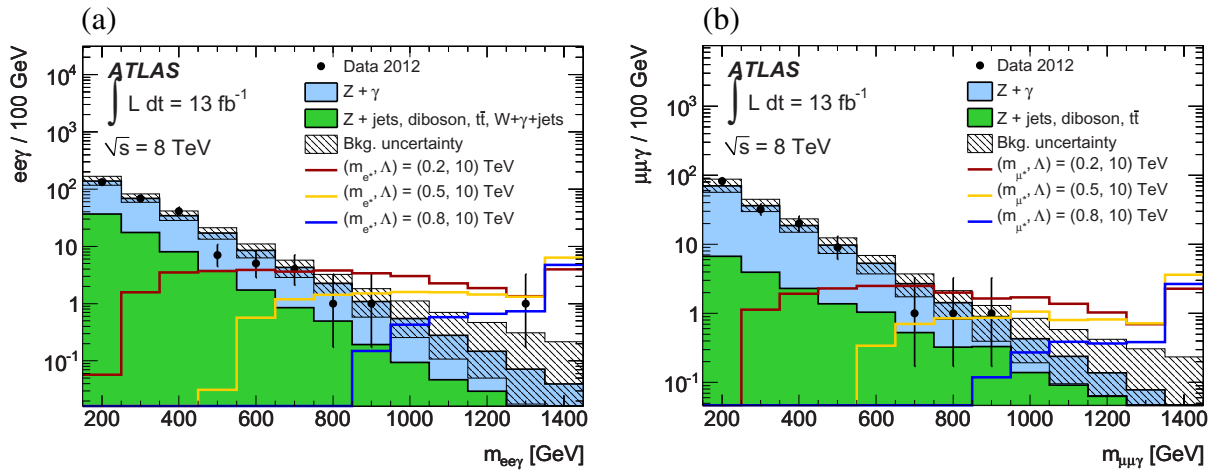 (a)
eeγ / 100 GeV
10⁴
10³
10²
10
1
10⁻¹
ATLAS
∫ L dt = 13 fb⁻¹
√s = 8 TeV
Data 2012
Z + γ
Z + jets, diboson, tt̄, W+γ+jets
Bkg. uncertainty
(m_e*, Λ) = (0.2, 10) TeV
(m_e*, Λ) = (0.5, 10) TeV
(m_e*, Λ) = (0.8, 10) TeV
200 400 600 800 1000 1200 1400
m_eeγ [GeV]
(b)
μμγ / 100 GeV
10³
10²
10
1
10⁻¹
ATLAS
∫ L dt = 13 fb⁻¹
√s = 8 TeV
Data 2012
Z + γ
Z + jets, diboson, tt̄
Bkg. uncertainty
(m_μ*, Λ) = (0.2, 10) TeV
(m_μ*, Λ) = (0.5, 10) TeV
(m_μ*, Λ) = (0.8, 10) TeV
200 400 600 800 1000 1200 1400
m_μμγ [GeV]